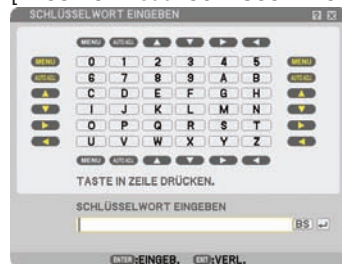 SCHLÜSSELWORT EINGEBEN
MENU AUTO ADJ.
MENU 0 1 2 3 4 5 MENU
AUTO ADJ. 6 7 8 9 A B AUTO ADJ.
C D E F G H
I J K L M N
O P Q R S T
U V W X Y Z
MENU AUTO ADJ.
TASTE IN ZEILE DRÜCKEN.
SCHLÜSSELWORT EINGEBEN
BS
ENTER:EINGEB. EXIT:VERL.